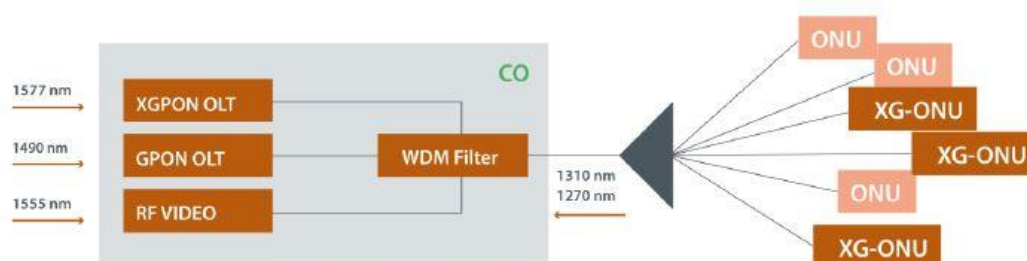 CO
1577 nm
XGPON OLT
1490 nm
GPON OLT
1555 nm
RF VIDEO
WDM Filter
1310 nm
1270 nm
ONU
ONU
XG-ONU
XG-ONU
ONU
XG-ONU